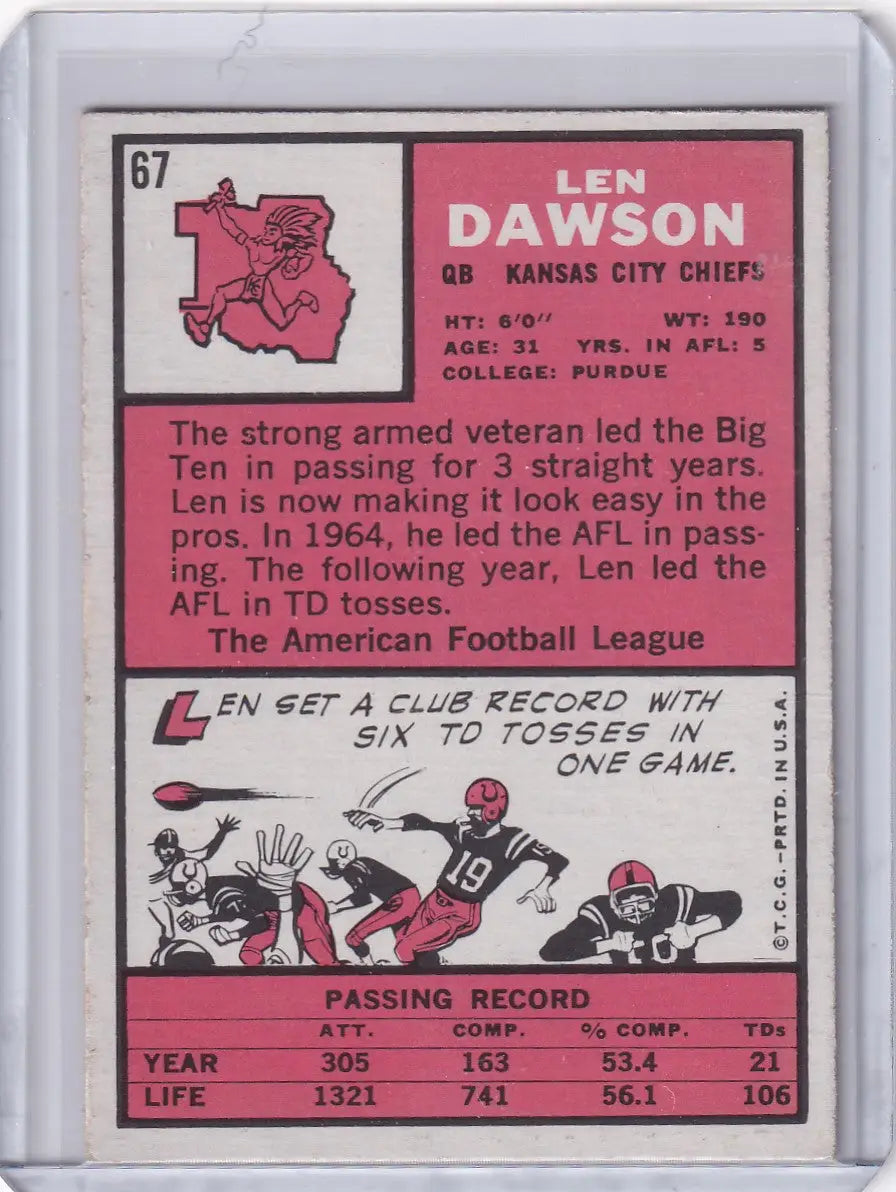 67
LEN
DAWSON
QB KANSAS CITY CHIEFS
HT: 6'0" WT: 190
AGE: 31 YRS. IN AFL: 5
COLLEGE: PURDUE
KC
The strong armed veteran led the Big
Ten in passing for 3 straight years.
Len is now making it look easy in the
pros. In 1964, he led the AFL in pass-
ing. The following year, Len led the
AFL in TD tosses.
The American Football League
LEN SET A CLUB RECORD WITH
SIX TD TOSSES IN
ONE GAME.
19
19
©T.C.G.-PRTD. IN U.S.A.
PASSING RECORD
ATT. COMP. % COMP. TDs
YEAR 305 163 53.4 21
LIFE 1321 741 56.1 106